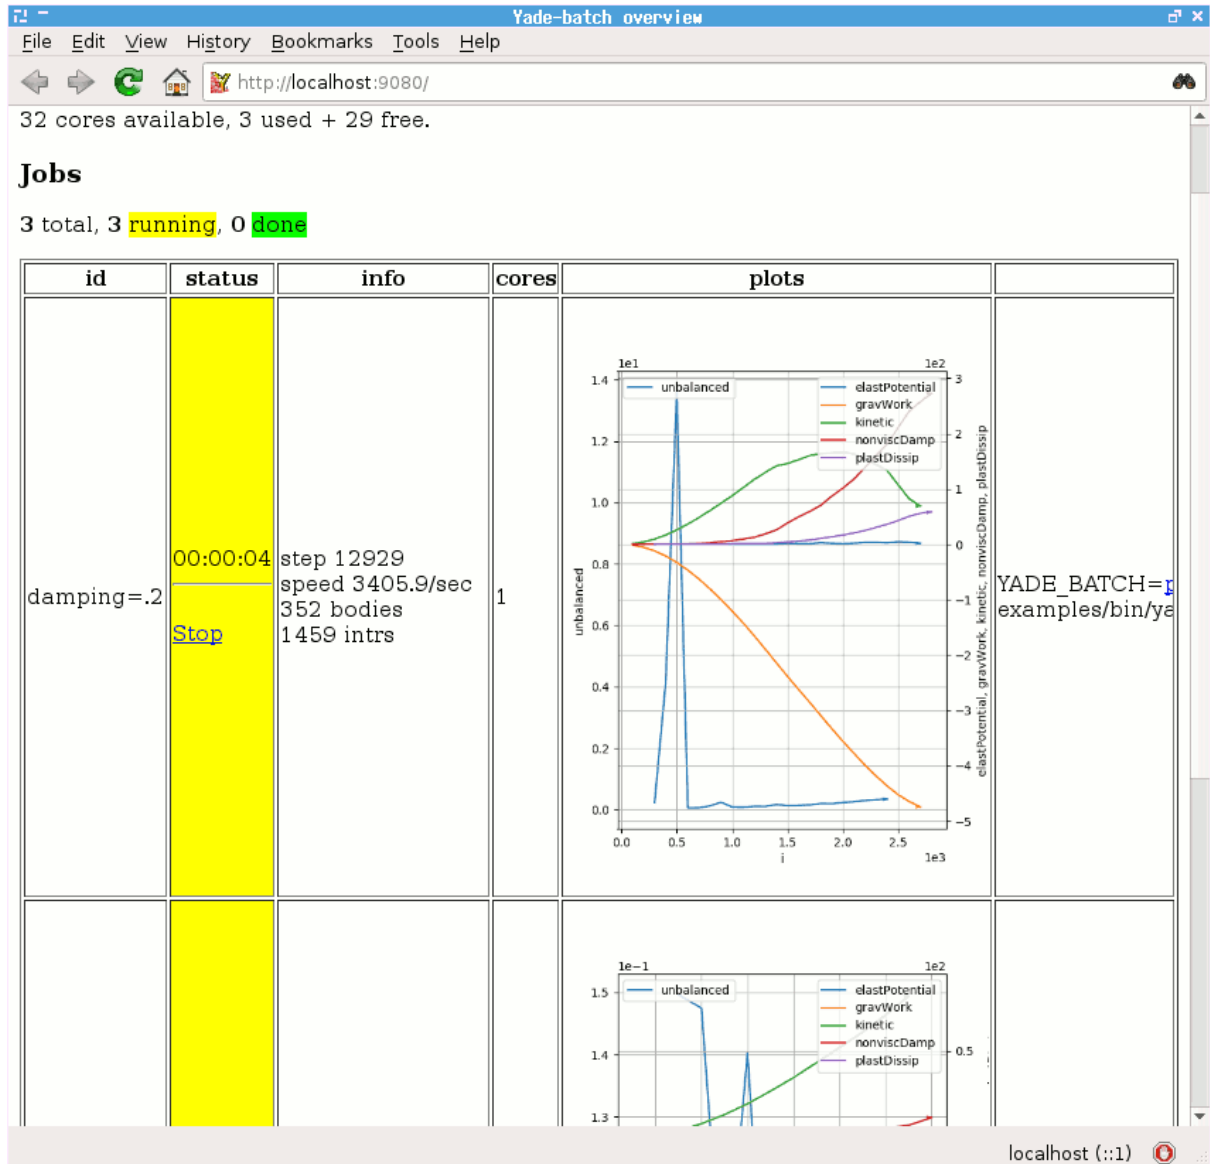 Yade-batch overview
File Edit View History Bookmarks Tools Help
http://localhost:9080/
32 cores available, 3 used + 29 free.
Jobs
3 total, 3 running, 0 done
id status info cores plots
damping=.2
00:00:04
Stop
step 12929
speed 3405.9/sec
352 bodies
1459 intrs
1
1e1 1e2
unbalanced
elastPotential
gravWork
kinetic
nonviscDamp
plastDissip
1.4
1.2
1.0
0.8
0.6
0.4
0.2
0.0
unbalanced
3
2
1
0
−1
−2
−3
−4
−5
elastPotential, gravWork, kinetic, nonviscDamp, plastDissip
0.0 0.5 1.0 1.5 2.0 2.5
i 1e3
YADE_BATCH=p
examples/bin/ya
1e−1 1e2
unbalanced
elastPotential
gravWork
kinetic
nonviscDamp
plastDissip
1.5
1.4
1.3
0.5
localhost (::1)